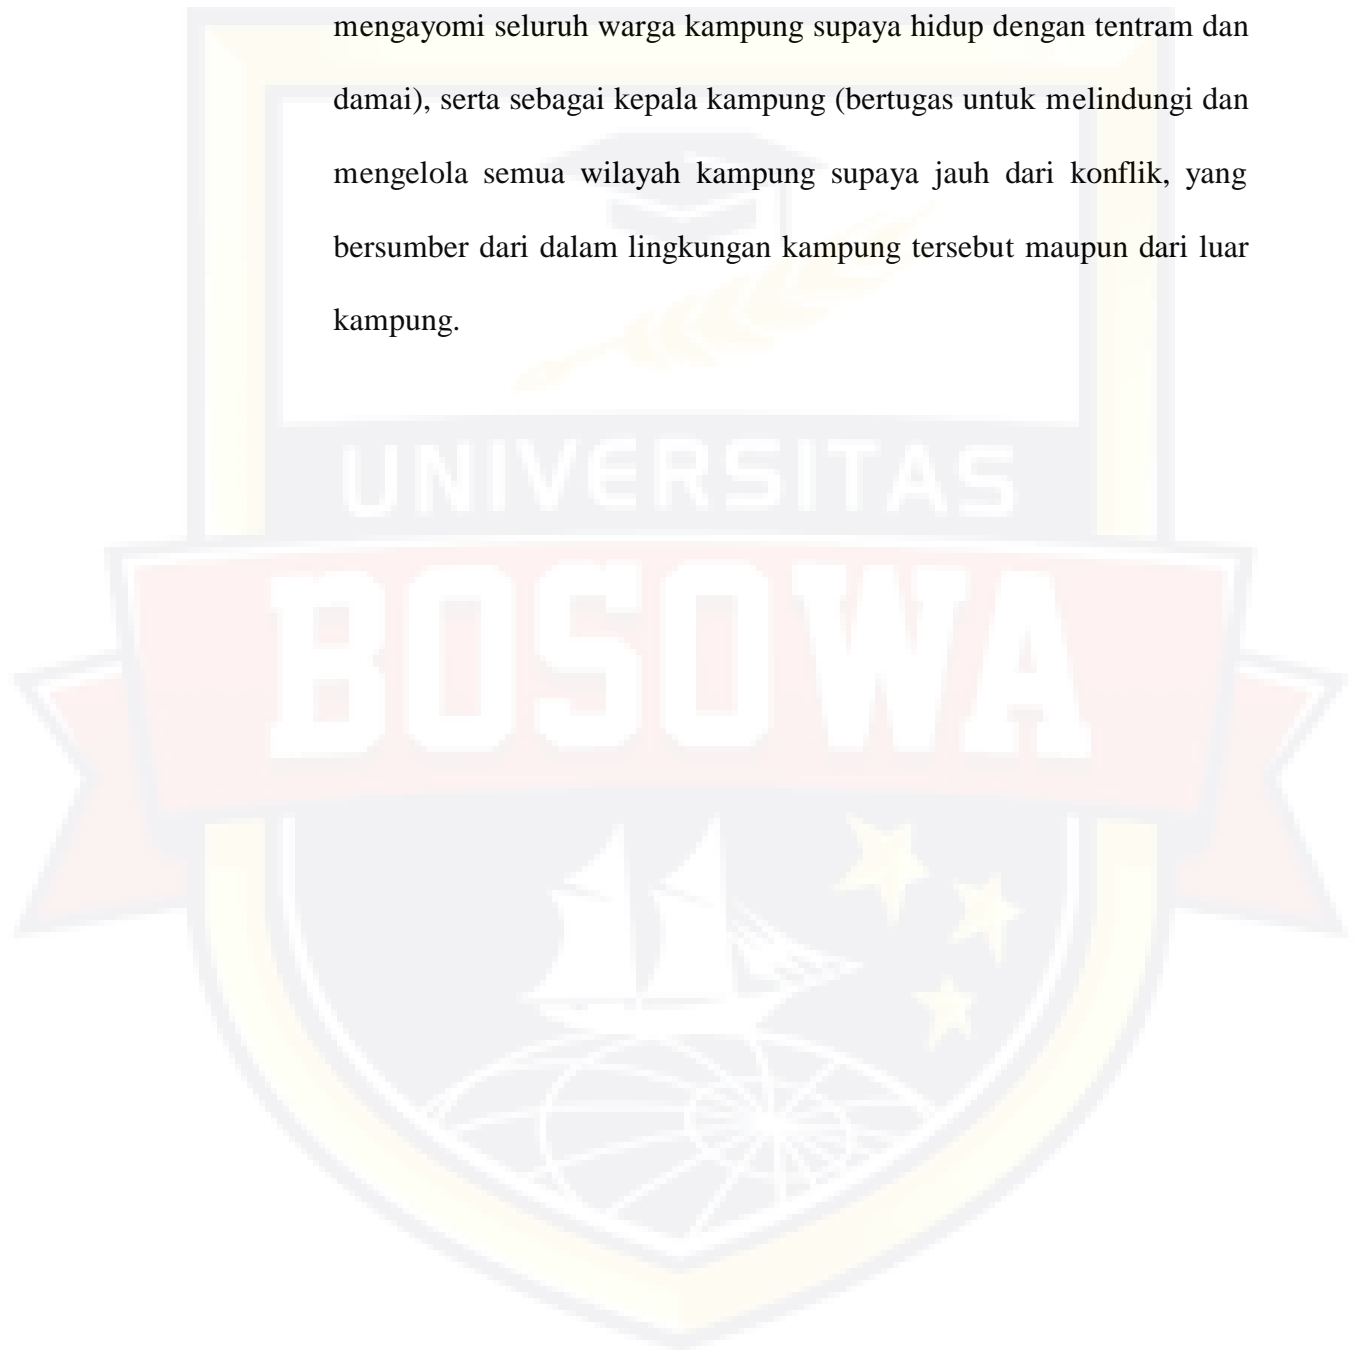 mengayomi seluruh warga kampung supaya hidup dengan tentram dan
damai), serta sebagai kepala kampung (bertugas untuk melindungi dan
mengelola semua wilayah kampung supaya jauh dari konflik, yang
bersumber dari dalam lingkungan kampung tersebut maupun dari luar
kampung.
UNIVERSITAS
BOSOWA